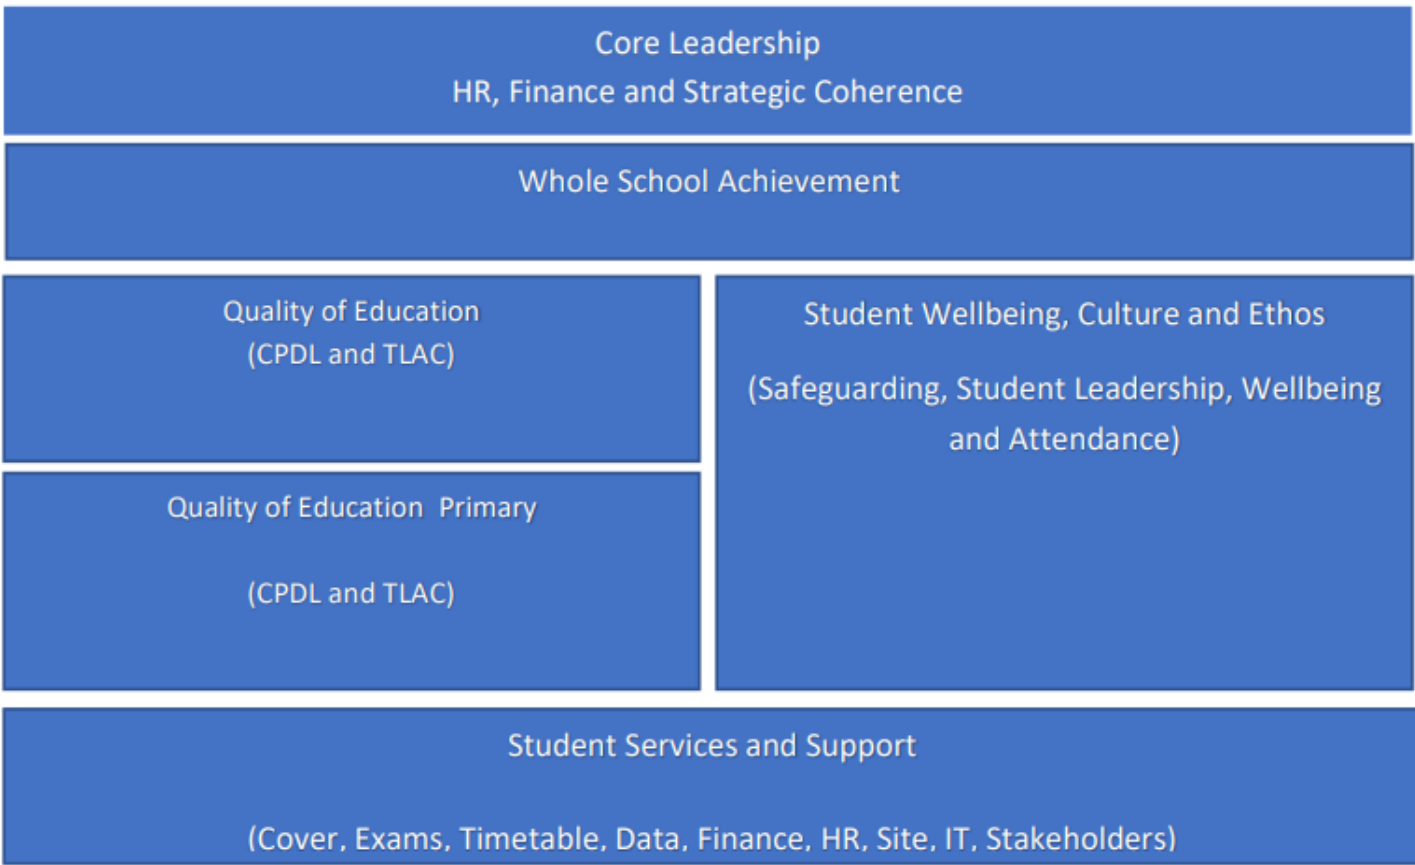 Core Leadership
HR, Finance and Strategic Coherence
Whole School Achievement
Quality of Education
(CPDL and TLAC)
Quality of Education  Primary
(CPDL and TLAC)
Student Wellbeing, Culture and Ethos
(Safeguarding, Student Leadership, Wellbeing
and Attendance)
Student Services and Support
(Cover, Exams, Timetable, Data, Finance, HR, Site, IT, Stakeholders)